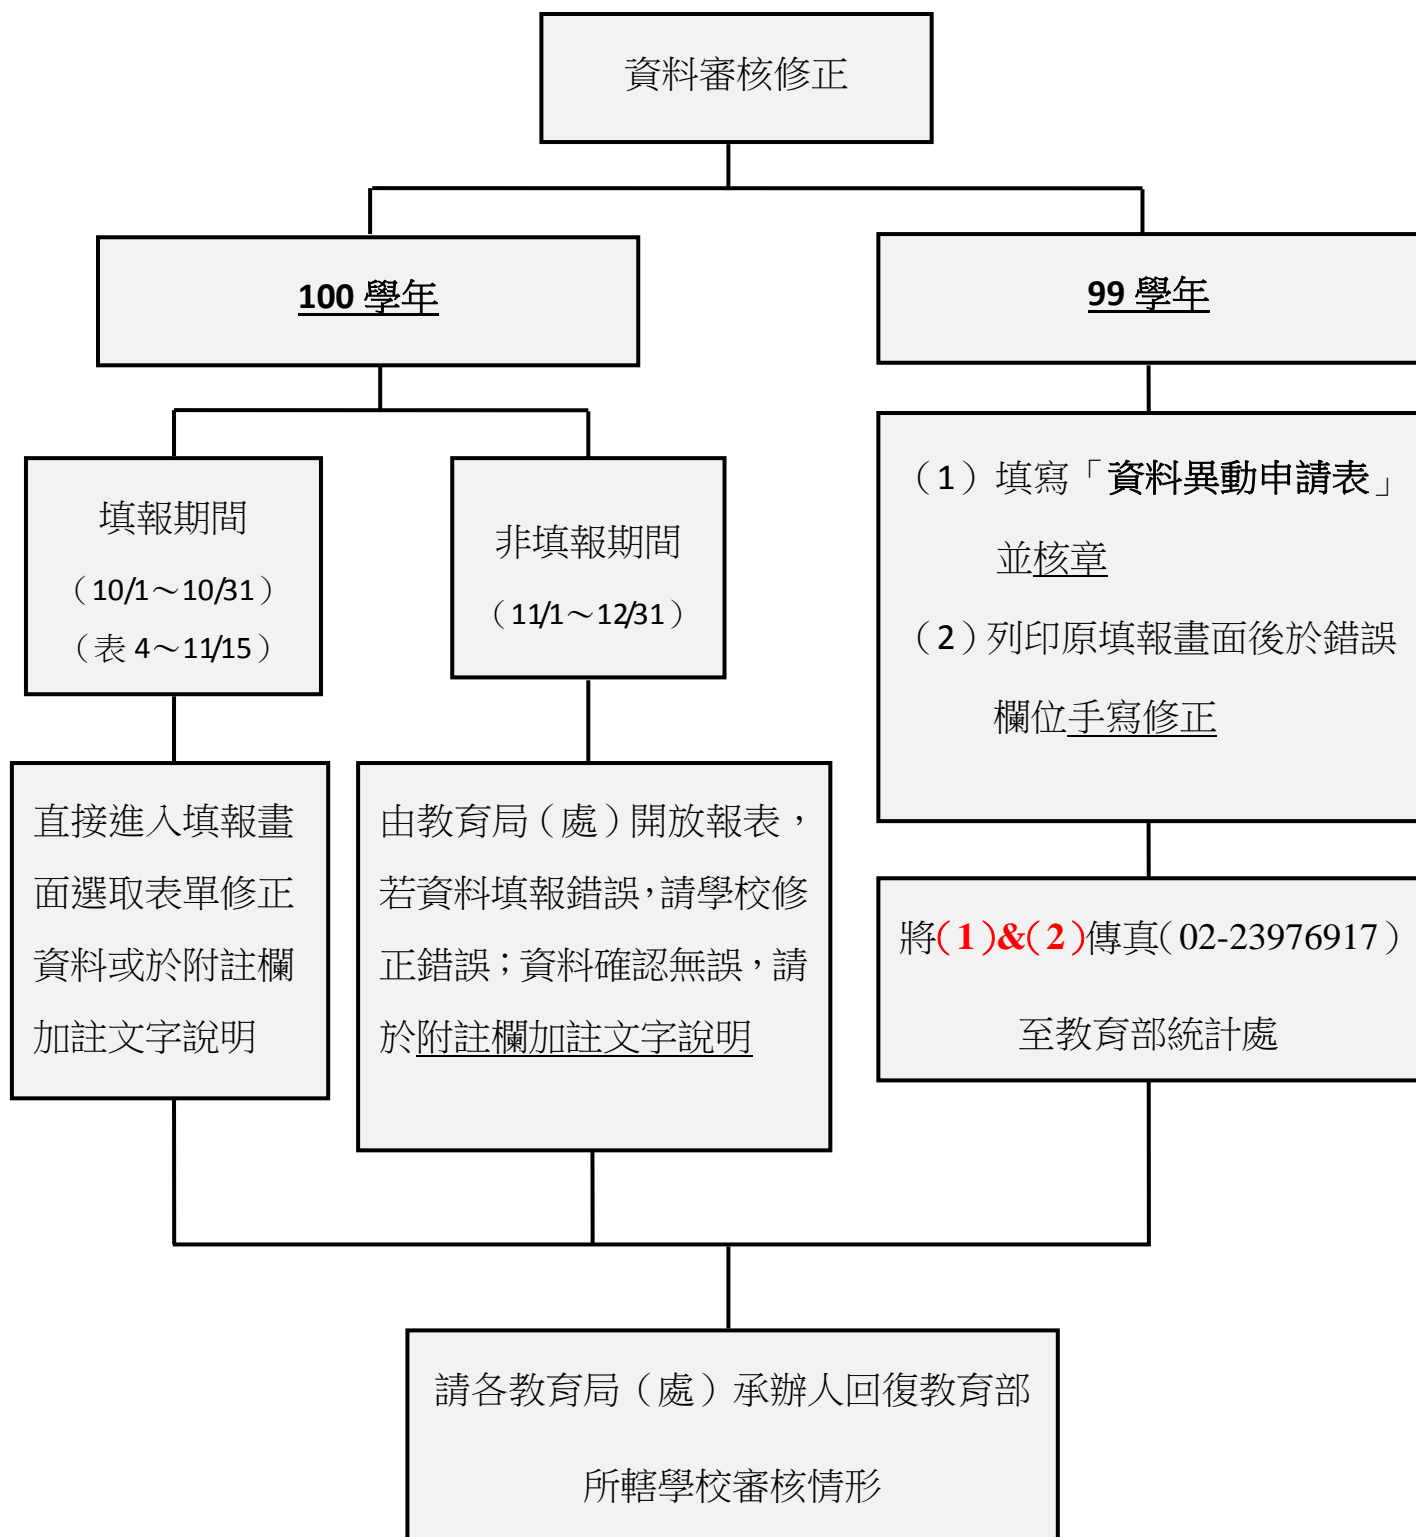 資料審核修正
100 學年
99 學年
填報期間
（10/1～10/31）
（表 4～11/15）
非填報期間
（11/1～12/31）
（1）填寫「資料異動申請表」
並核章
（2）列印原填報畫面後於錯誤
欄位手寫修正
直接進入填報畫
面選取表單修正
資料或於附註欄
加註文字說明
由教育局（處）開放報表，
若資料填報錯誤，請學校修
正錯誤；資料確認無誤，請
於附註欄加註文字說明
將(1)&(2)傳真(02-23976917)
至教育部統計處
請各教育局（處）承辦人回復教育部
所轄學校審核情形